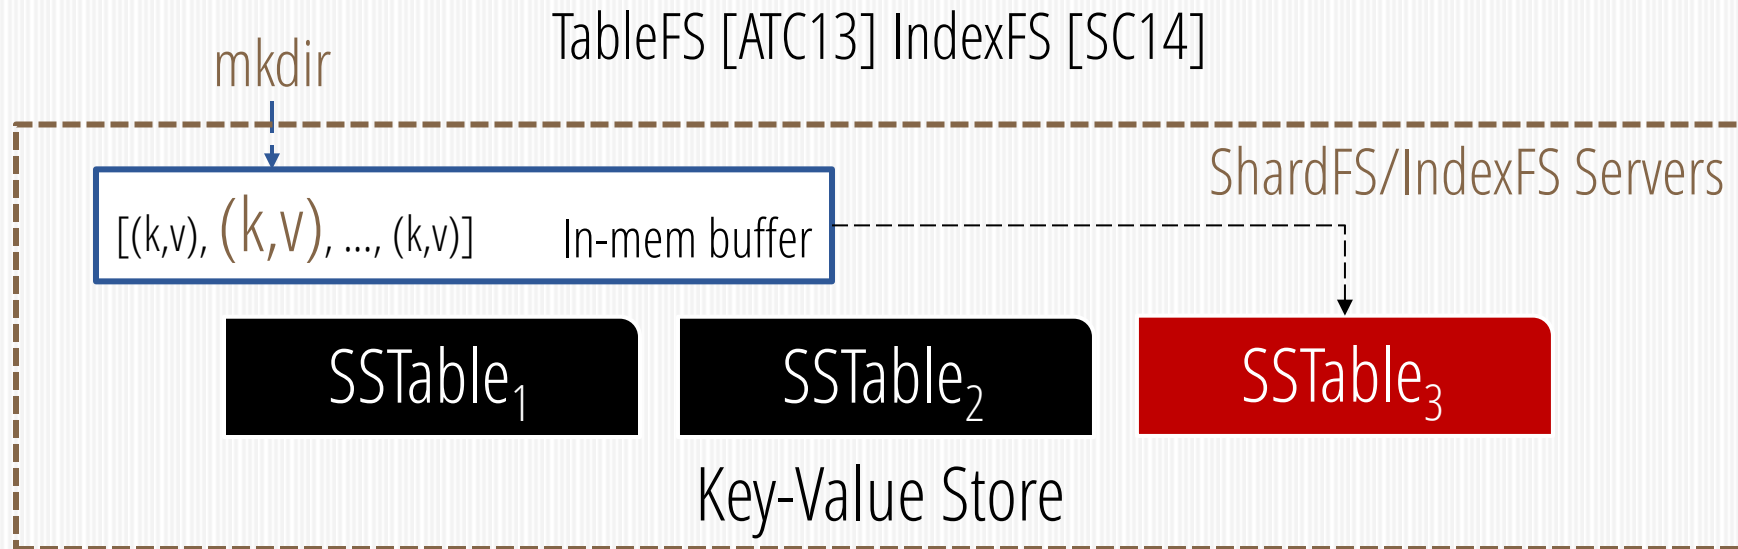 TableFS [ATC13] IndexFS [SC14]
mkdir
ShardFS/IndexFS Servers
[(k,v), (k,v), ..., (k,v)] In-mem buffer
SSTable1 SSTable2 SSTable3
Key-Value Store